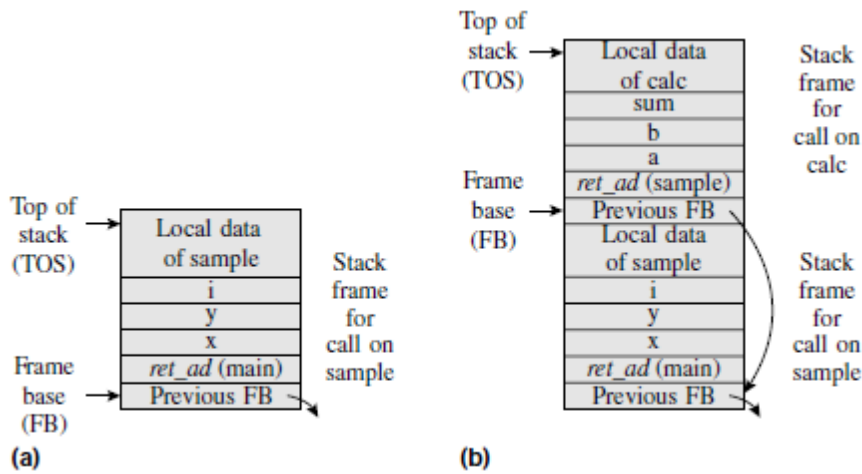 Top of
stack
(TOS)
Local data
of sample
i
y
x
ret_ad (main)
Previous FB
Frame
base
(FB)
Stack
frame
for
call on
sample
(a)
Top of
stack
(TOS)
Local data
of calc
sum
b
a
ret_ad (sample)
Previous FB
Local data
of sample
i
y
x
ret_ad (main)
Previous FB
Frame
base
(FB)
Stack
frame
for
call on
calc
Stack
frame
for
call on
sample
(b)